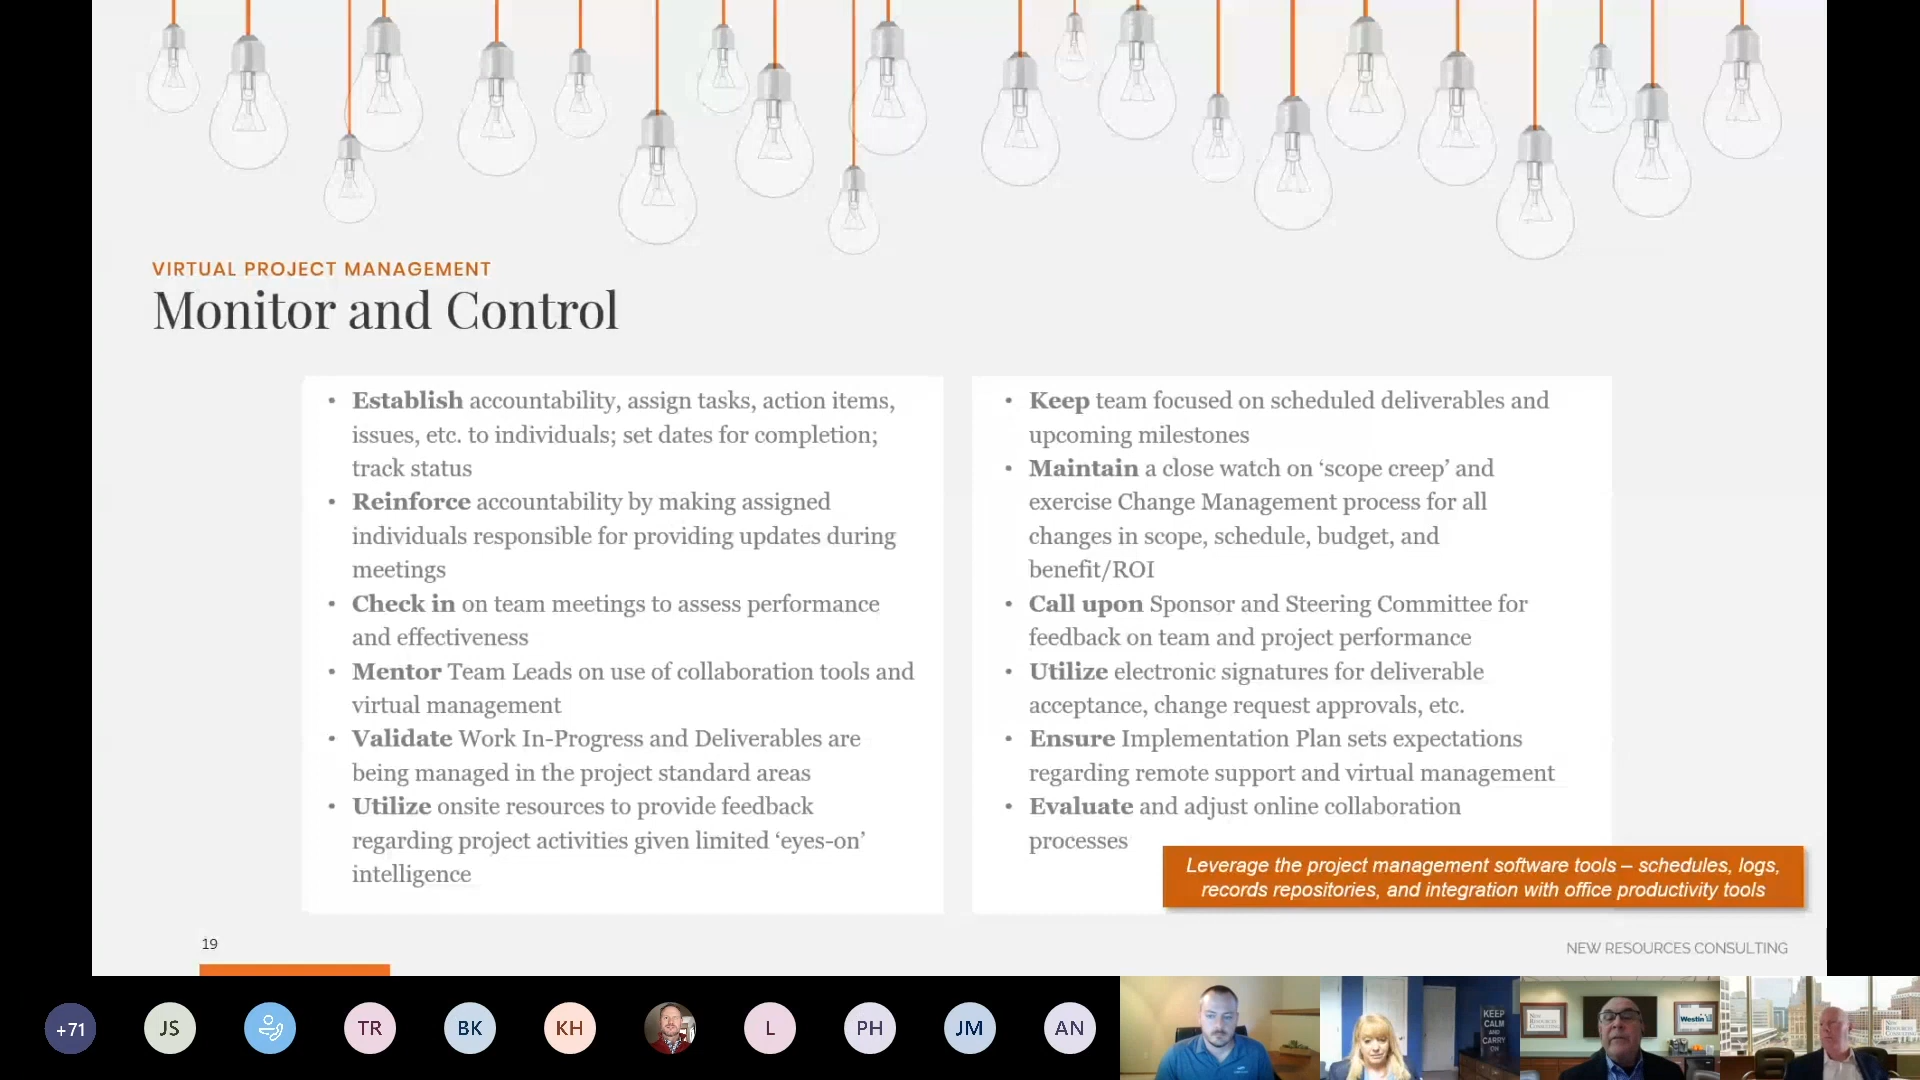 VIRTUAL PROJECT MANAGEMENT
Monitor and Control
• Establish accountability, assign tasks, action items,
issues, etc. to individuals; set dates for completion;
track status
• Reinforce accountability by making assigned
individuals responsible for providing updates during
meetings
• Check in on team meetings to assess performance
and effectiveness
• Mentor Team Leads on use of collaboration tools and
virtual management
• Validate Work In-Progress and Deliverables are
being managed in the project standard areas
• Utilize onsite resources to provide feedback
regarding project activities given limited ‘eyes-on’
intelligence
• Keep team focused on scheduled deliverables and
upcoming milestones
• Maintain a close watch on ‘scope creep’ and
exercise Change Management process for all
changes in scope, schedule, budget, and
benefit/ROI
• Call upon Sponsor and Steering Committee for
feedback on team and project performance
• Utilize electronic signatures for deliverable
acceptance, change request approvals, etc.
• Ensure Implementation Plan sets expectations
regarding remote support and virtual management
• Evaluate and adjust online collaboration
processes
Leverage the project management software tools – schedules, logs,
records repositories, and integration with office productivity tools
19
NEW RESOURCES CONSULTING
+71
JS
TR
BK
KH
L
PH
JM
AN
KEEP
CALM
AND
CARRY
ON
Westin